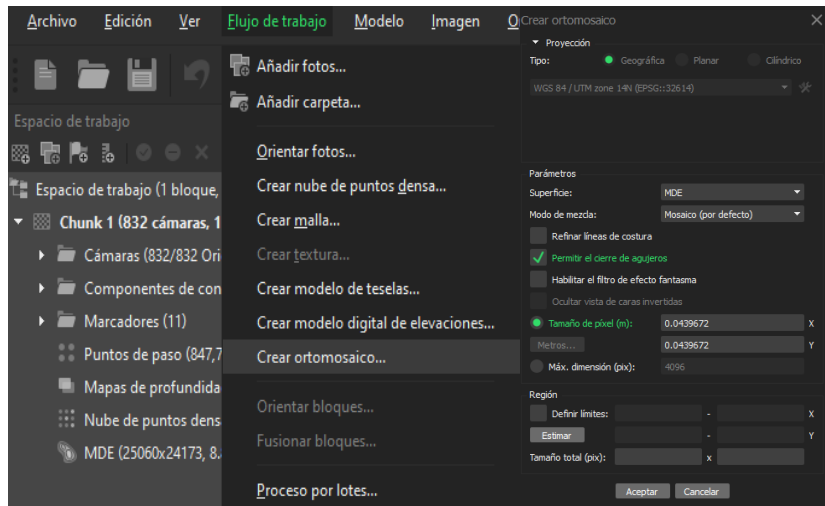 Archivo Edición Ver Flujo de trabajo Modelo Imagen O
Espacio de trabajo
Espacio de trabajo (1 bloque,
Chunk 1 (832 cámaras, 1
Cámaras (832/832 Ori
Componentes de con
Marcadores (11)
Puntos de paso (847,7
Mapas de profundida
Nube de puntos dens
MDE (25060x24173, 8.
Añadir fotos...
Añadir carpeta...
Orientar fotos...
Crear nube de puntos densa...
Crear malla...
Crear textura...
Crear modelo de teselas...
Crear modelo digital de elevaciones...
Crear ortomosaico...
Orientar bloques...
Fusionar bloques...
Proceso por lotes...
Crear ortomosaico
Proyección
Tipo: Geográfica Planar Cilíndrico
WGS 84 / UTM zone 14N (EPSG::32614)
Parámetros
Superficie: MDE
Modo de mezcla: Mosaico (por defecto)
Refinar líneas de costura
Permitir el cierre de agujeros
Habilitar el filtro de efecto fantasma
Ocultar vista de caras invertidas
Tamaño de píxel (m): 0.0439672 X
Metros... 0.0439672 Y
Máx. dimensión (pix): 4096
Región
Definir límites: - X
Estimar - Y
Tamaño total (pix): x
Aceptar Cancelar